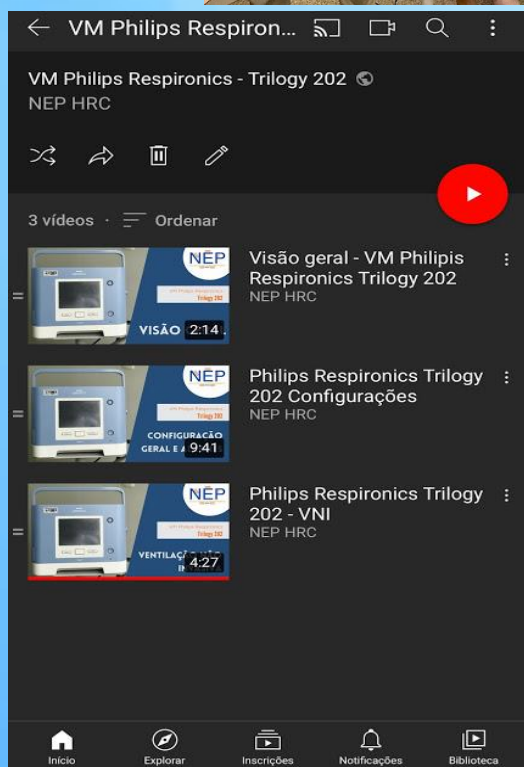 VM Philips Respiron...
VM Philips Respironics - Trilogy 202
NEP HRC
3 vídeos · Ordenar
NEP
Trilogy 202
VISÃO
2:14
Visão geral - VM Philipis
Respironics Trilogy 202
NEP HRC
NEP
Trilogy 202
CONFIGURAÇÃO
GERAL E A
9:41
Philips Respironics Trilogy
202 Configurações
NEP HRC
NEP
Trilogy 202
VENTILAÇÃO NÃO
4:27
Philips Respironics Trilogy
202 - VNI
NEP HRC
Início
Explorar
Inscrições
Notificações
Biblioteca